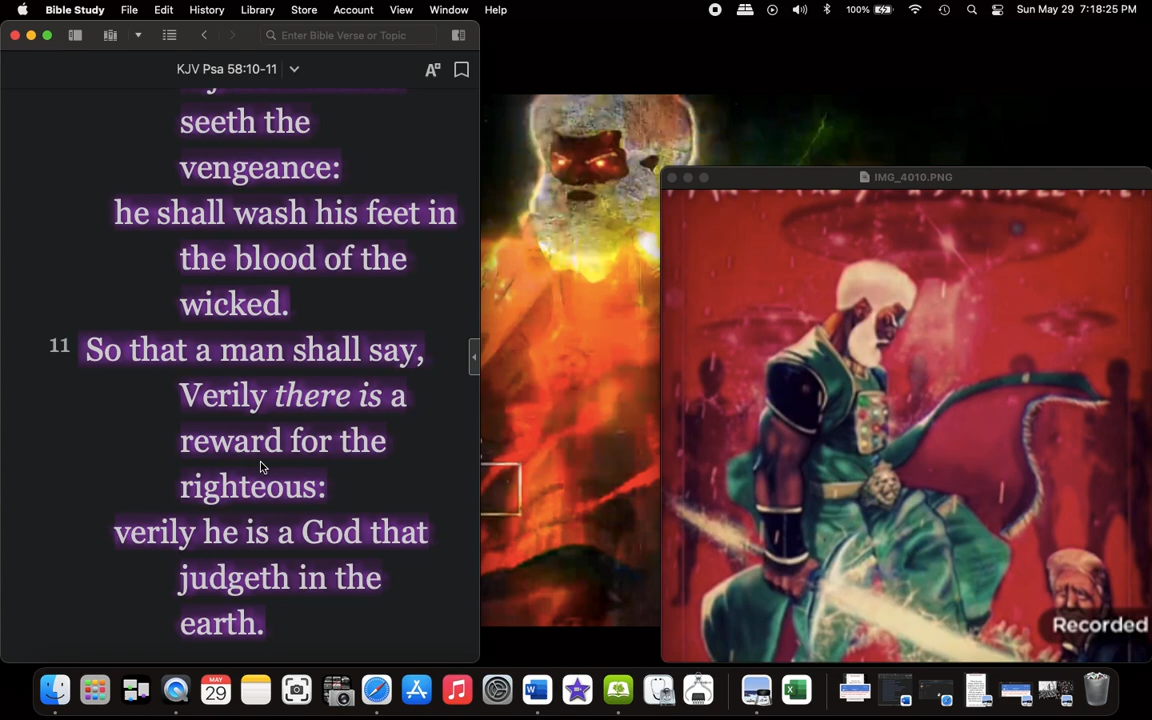 Bible Study File Edit History Library Store Account View Window Help
100% Sun May 29 7:18:25 PM
Enter Bible Verse or Topic
KJV Psa 58:10-11
seeth the
vengeance:
he shall wash his feet in
the blood of the
wicked.
11 So that a man shall say,
Verily there is a
reward for the
righteous:
verily he is a God that
judgeth in the
earth.
IMG_4010.PNG
Recorded
MAY
29